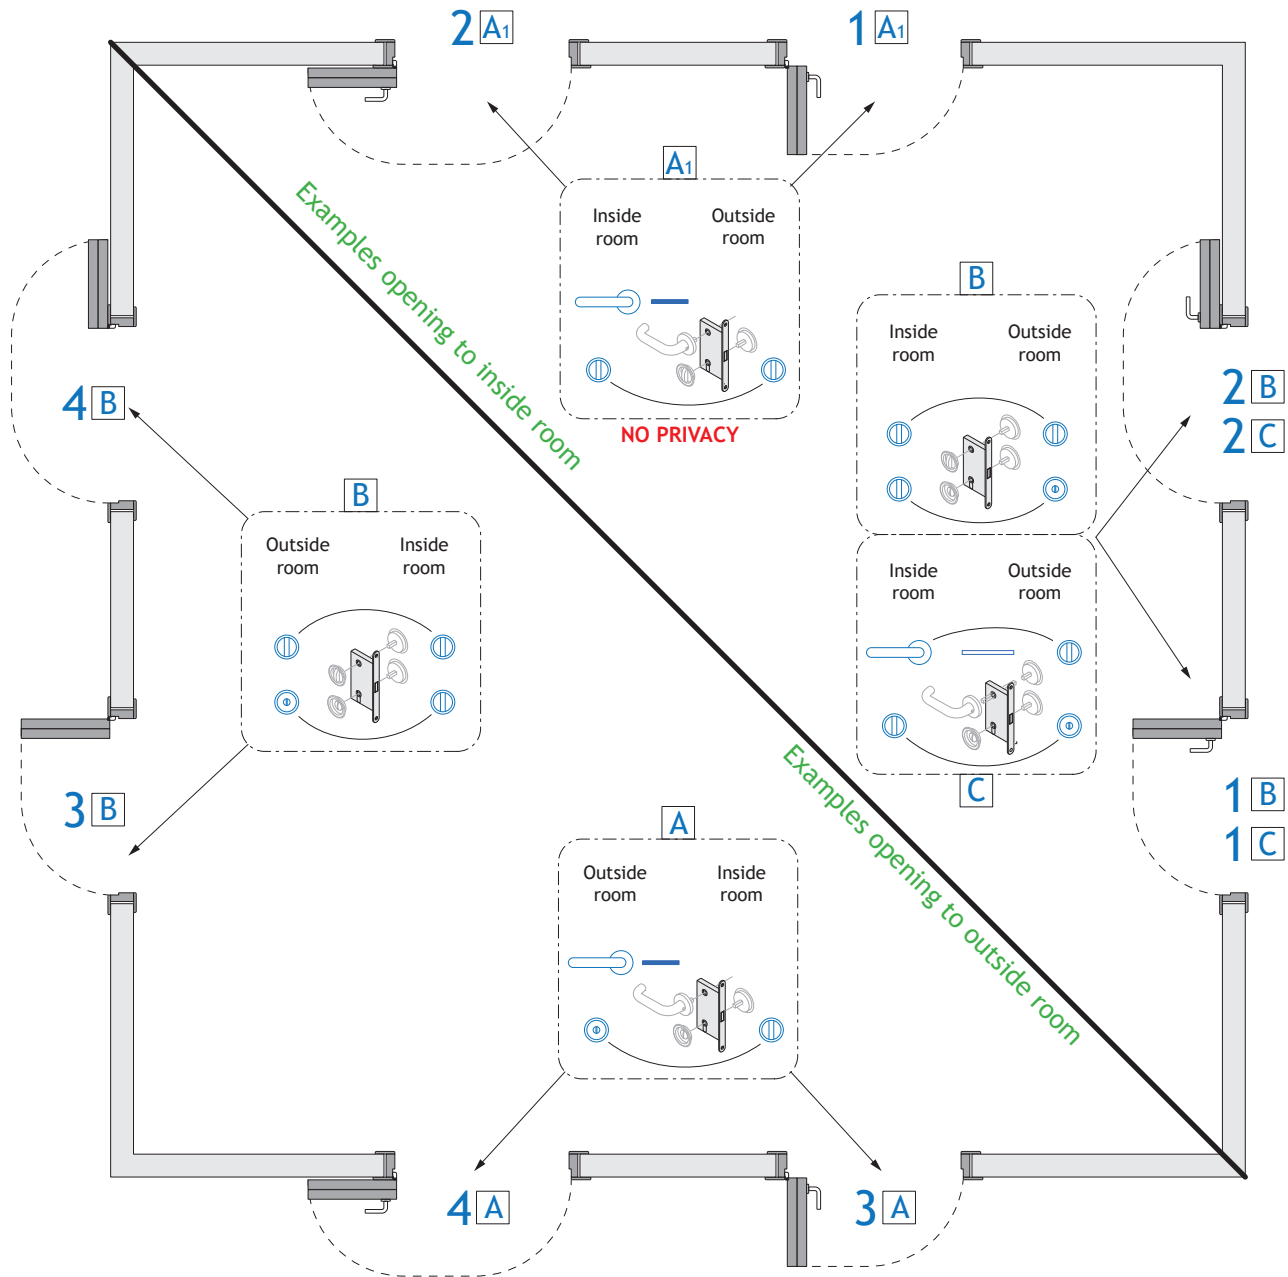 2 A1
1 A1
A1
Inside
room
Outside
room
NO PRIVACY
Examples opening to inside room
B
Inside
room
Outside
room
2 B
2 C
4 B
B
Outside
room
Inside
room
Inside
room
Outside
room
C
3 B
1 B
1 C
Examples opening to outside room
A
Outside
room
Inside
room
4 A
3 A